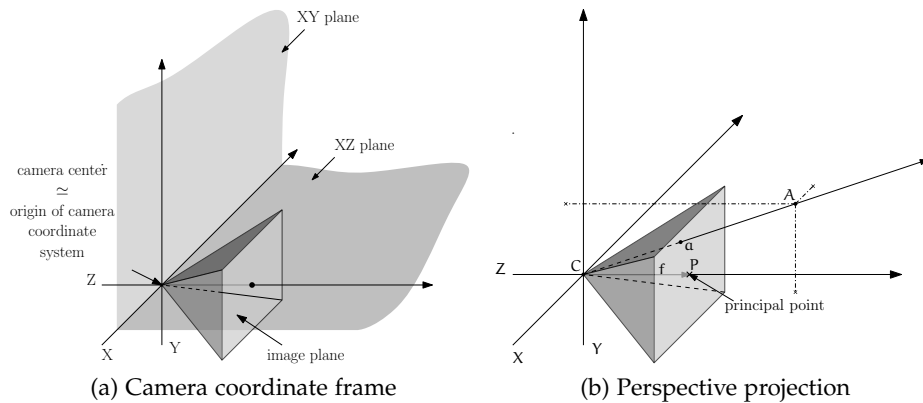 XY plane
XZ plane
camera center
≃
origin of camera
coordinate
system
Z
X
Y
image plane
(a) Camera coordinate frame
A
a
Z
C
f
P
principal point
X
Y
(b) Perspective projection